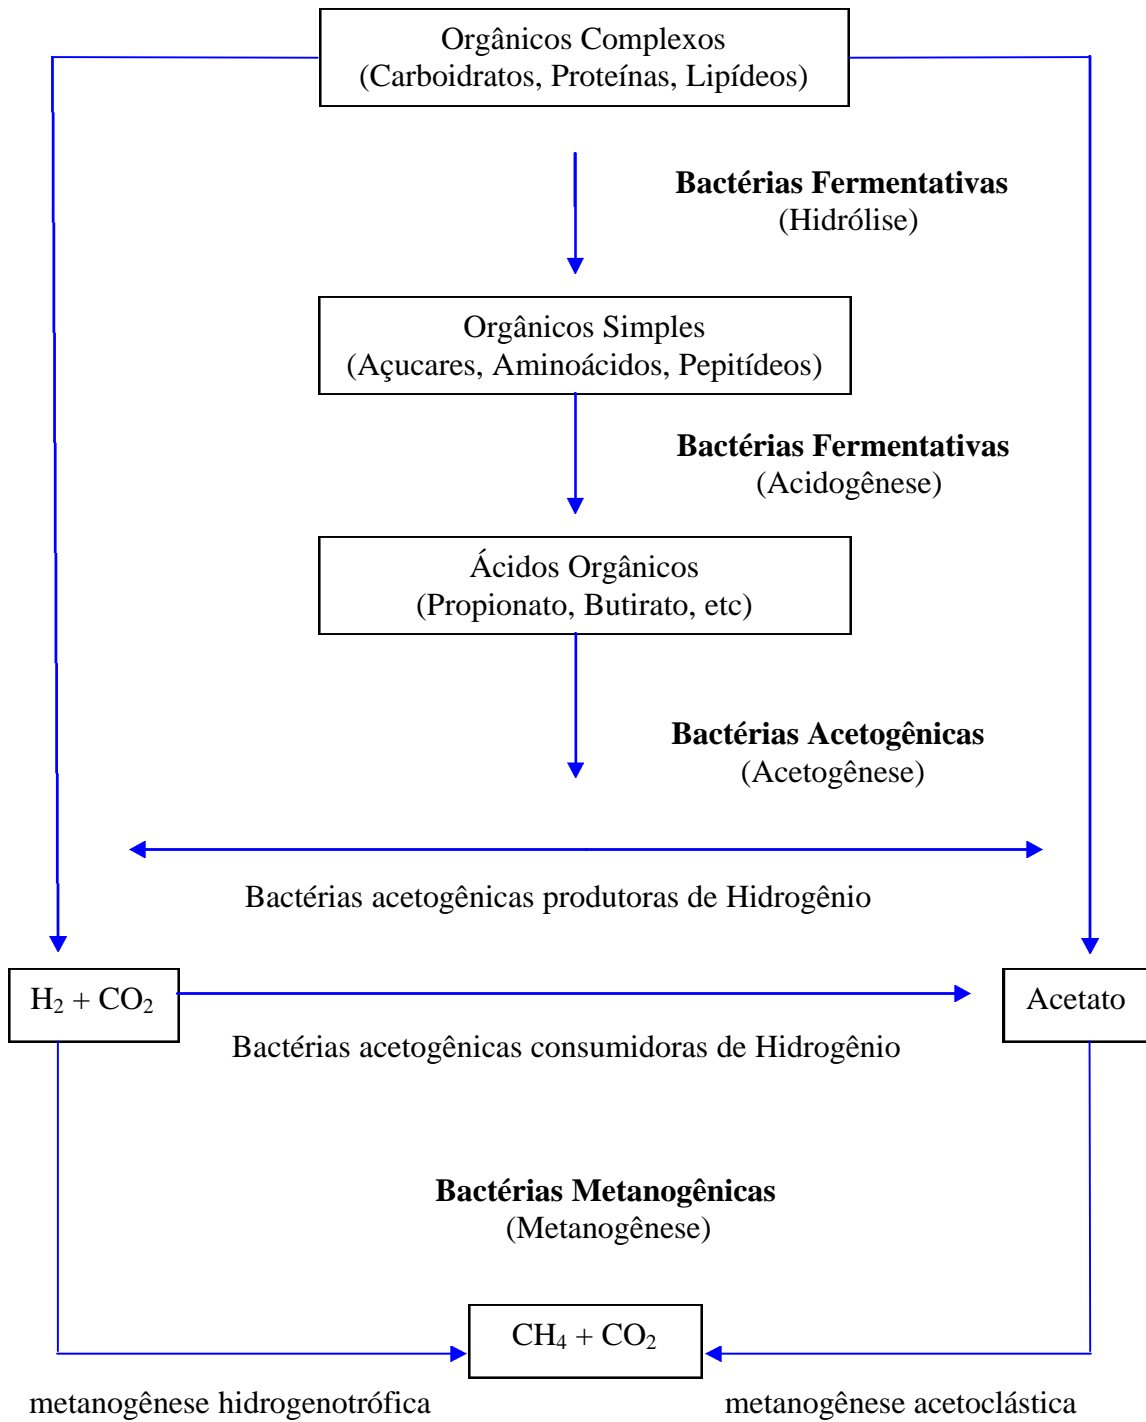 Orgânicos Complexos
(Carboidratos, Proteínas, Lipídeos)
Bactérias Fermentativas
(Hidrólise)
Orgânicos Simples
(Açucares, Aminoácidos, Pepitídeos)
Bactérias Fermentativas
(Acidogênese)
Ácidos Orgânicos
(Propionato, Butirato, etc)
Bactérias Acetogênicas
(Acetogênese)
Bactérias acetogênicas produtoras de Hidrogênio
H₂ + CO₂
Acetato
Bactérias acetogênicas consumidoras de Hidrogênio
Bactérias Metanogênicas
(Metanogênese)
CH₄ + CO₂
metanogênese hidrogenotrófica
metanogênese acetoclástica